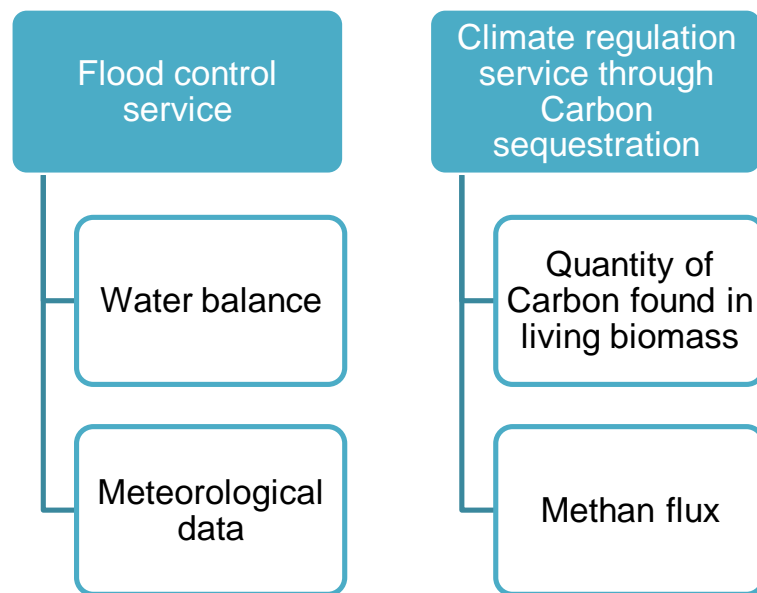 Flood control
service
Water balance
Meteorological
data
Climate regulation
service through
Carbon
sequestration
Quantity of
Carbon found in
living biomass
Methan flux